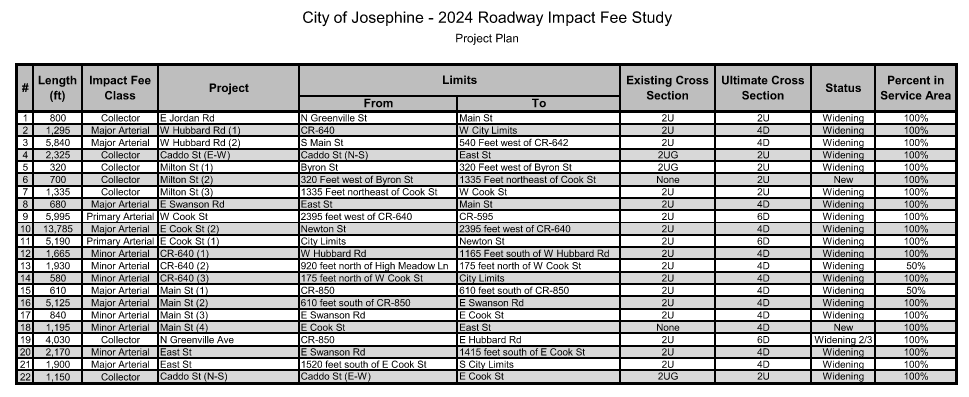 City of Josephine - 2024 Roadway Impact Fee Study
Project Plan
# Length (ft) Impact Fee Class Project Limits Existing Cross Section Ultimate Cross Section Status Percent in Service Area
From To
1 800 Collector E Jordan Rd N Greenville St Main St 2U 2U Widening 100%
2 1,295 Major Arterial W Hubbard Rd (1) CR-640 W City Limits 2U 4D Widening 100%
3 5,840 Major Arterial W Hubbard Rd (2) S Main St 540 Feet west of CR-642 2U 4D Widening 100%
4 2,325 Collector Caddo St (E-W) Caddo St (N-S) East St 2UG 2U Widening 100%
5 320 Collector Milton St (1) Byron St 320 Feet west of Byron St 2UG 2U Widening 100%
6 700 Collector Milton St (2) 320 Feet west of Byron St 1335 Feet northeast of Cook St None 2U New 100%
7 1,335 Collector Milton St (3) 1335 Feet northeast of Cook St W Cook St 2U 2U Widening 100%
8 680 Major Arterial E Swanson Rd East St Main St 2U 4D Widening 100%
9 5,995 Primary Arterial W Cook St 2395 feet west of CR-640 CR-595 2U 6D Widening 100%
10 13,785 Major Arterial E Cook St (2) Newton St 2395 feet west of CR-640 2U 4D Widening 100%
11 5,190 Primary Arterial E Cook St (1) City Limits Newton St 2U 6D Widening 100%
12 1,665 Minor Arterial CR-640 (1) W Hubbard Rd 1165 Feet south of W Hubbard Rd 2U 4D Widening 100%
13 1,930 Minor Arterial CR-640 (2) 920 feet north of High Meadow Ln 175 feet north of W Cook St 2U 4D Widening 50%
14 580 Minor Arterial CR-640 (3) 175 feet north of W Cook St City Limits 2U 4D Widening 100%
15 610 Major Arterial Main St (1) CR-850 610 feet south of CR-850 2U 4D Widening 50%
16 5,125 Major Arterial Main St (2) 610 feet south of CR-850 E Swanson Rd 2U 4D Widening 100%
17 840 Minor Arterial Main St (3) E Swanson Rd E Cook St 2U 4D Widening 100%
18 1,195 Minor Arterial Main St (4) E Cook St East St None 4D New 100%
19 4,030 Collector N Greenville Ave CR-850 E Hubbard Rd 2U 6D Widening 2/3 100%
20 2,170 Minor Arterial East St E Swanson Rd 1415 feet south of E Cook St 2U 4D Widening 100%
21 1,900 Major Arterial East St 1520 feet south of E Cook St S City Limits 2U 4D Widening 100%
22 1,150 Collector Caddo St (N-S) Caddo St (E-W) E Cook St 2UG 2U Widening 100%